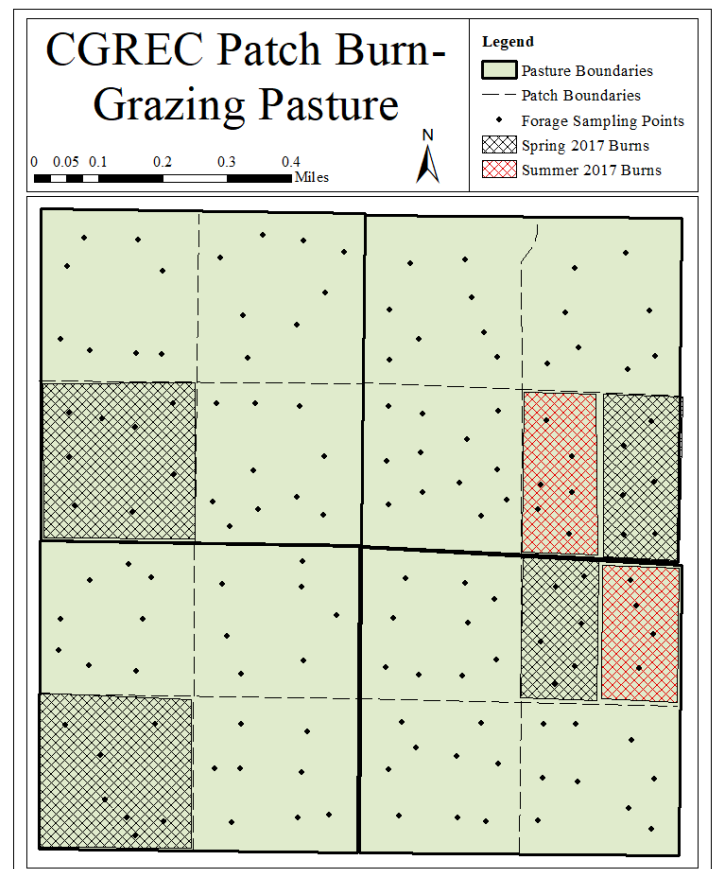 CGREC Patch Burn-
Grazing Pasture
N
0 0.05 0.1 0.2 0.3 0.4
Miles
Legend
Pasture Boundaries
Patch Boundaries
Forage Sampling Points
Spring 2017 Burns
Summer 2017 Burns